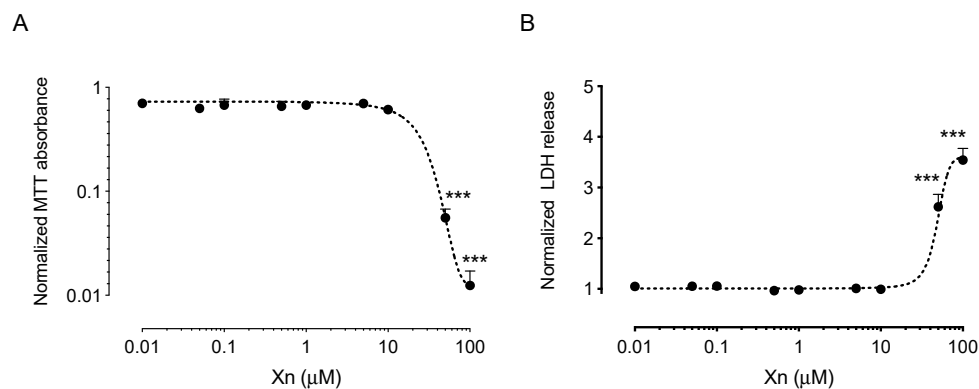 A
Normalized MTT absorbance
1
0.1
0.01
***
***
0.01 0.1 1 10 100
Xn (μM)
B
Normalized LDH release
5
4
3
2
1
***
***
0.01 0.1 1 10 100
Xn (μM)